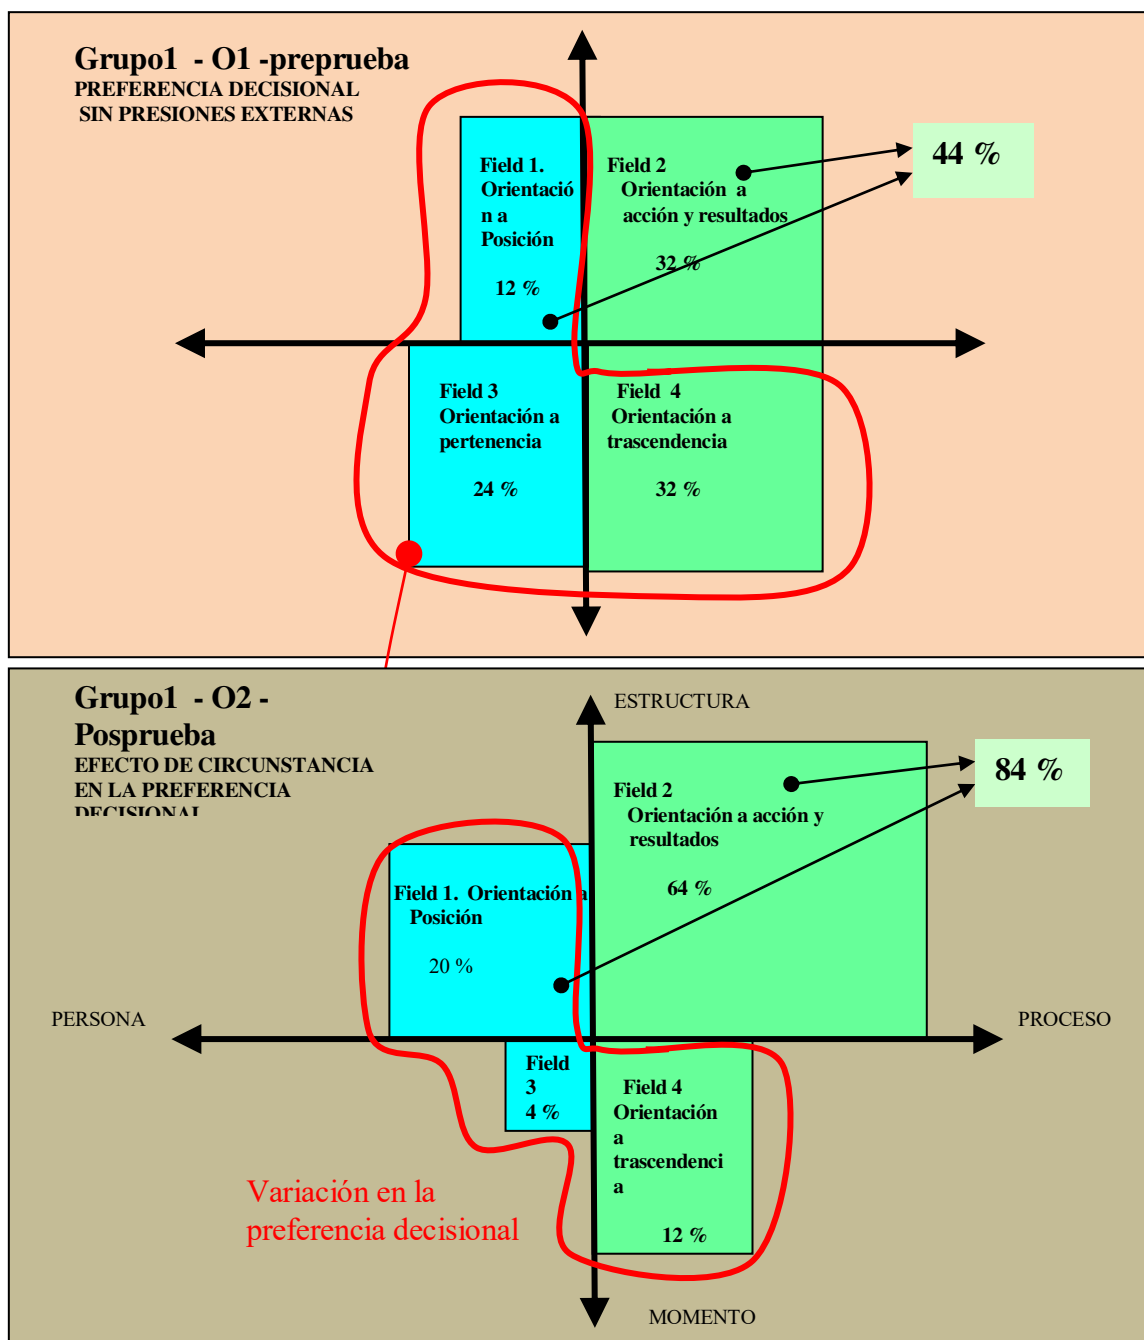 Grupo1 - O1 -preprueba
PREFERENCIA DECISIONAL
SIN PRESIONES EXTERNAS
Field 1.
Orientació
n a
Posición
12 %
Field 2
Orientación a
acción y resultados
32 %
44 %
Field 3
Orientación a
pertenencia
24 %
Field 4
Orientación a
trascendencia
32 %
Grupo1 - O2 -
Posprueba
EFECTO DE CIRCUNSTANCIA
EN LA PREFERENCIA
DECISIONAL
ESTRUCTURA
Field 2
Orientación a acción y
resultados
64 %
84 %
Field 1. Orientación a
Posición
20 %
PERSONA
PROCESO
Field
3
4 %
Field 4
Orientación
a
trascendenci
a
12 %
Variación en la
preferencia decisional
MOMENTO